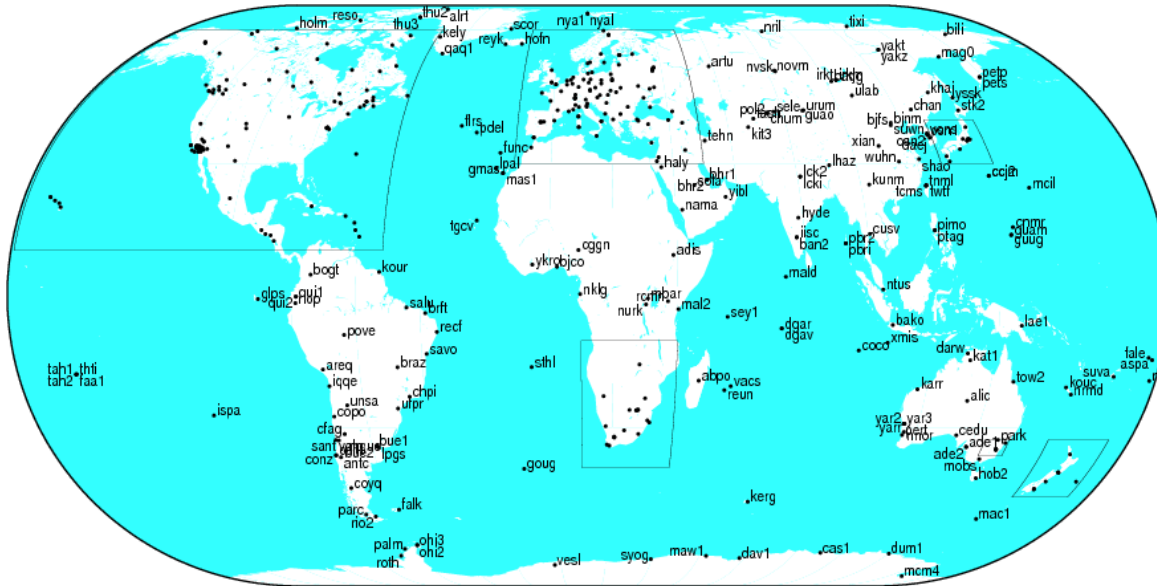 holm
reso
thu2
alrt
thu3
kely
qaq1
scor
reyk
hofn
nya1
nyal
nril
tixi
bili
yakt
yakz
mag0
petp
pets
artu
nvsk
novm
ulab
khaj
yssk
stk2
chan
pol2
sele
urum
chum
guao
kit3
bjfs
bjnm
suwn
daej
xian
wuhn
shao
tehn
flrs
pdel
func
gmas
lpal
mas1
haly
bhr1
bhr2
yibl
nama
lhaz
lck2
lcki
kunm
tcms
tnml
twtf
mcil
tgcv
hyde
iisc
ban2
pbr2
pbri
cusv
pimo
ptag
cnmr
guam
guug
ykro
bjco
cggn
adis
mald
bogt
kour
glps
qui1
qui2
riop
nklg
mbar
nurk
mal2
sey1
dgar
dgav
ntus
bako
xmis
coco
lae1
salu
brft
recf
savo
pove
braz
areq
iqqe
chpi
ufpr
unsa
copo
cfag
sant
conz
antc
bue1
bue2
lpgs
coyq
parc
rio2
falk
tah1
thti
tah2
faa1
ispa
sthl
goug
abpo
vacs
reun
darw
kat1
karr
alic
tow2
suva
fale
aspa
kouc
nrmd
yar2
yar3
yarr
pert
nnor
cedu
ade1
ade2
park
mobs
hob2
kerg
mac1
palm
ohi3
ohi2
roth
vesl
syog
maw1
dav1
cas1
dum1
mcm4